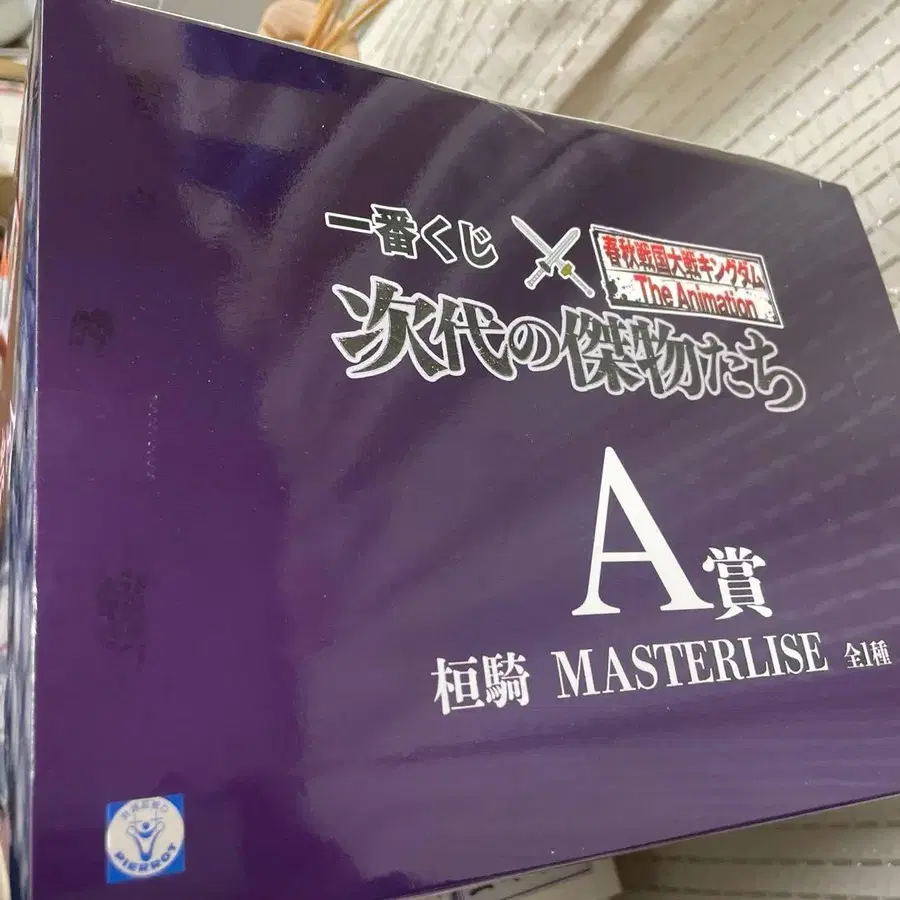 一番くじ
春秋戦国大戦キングダム
The Animation
次代の傑物たち
A賞
桓騎 MASTERLISE 全1種
PIERROT